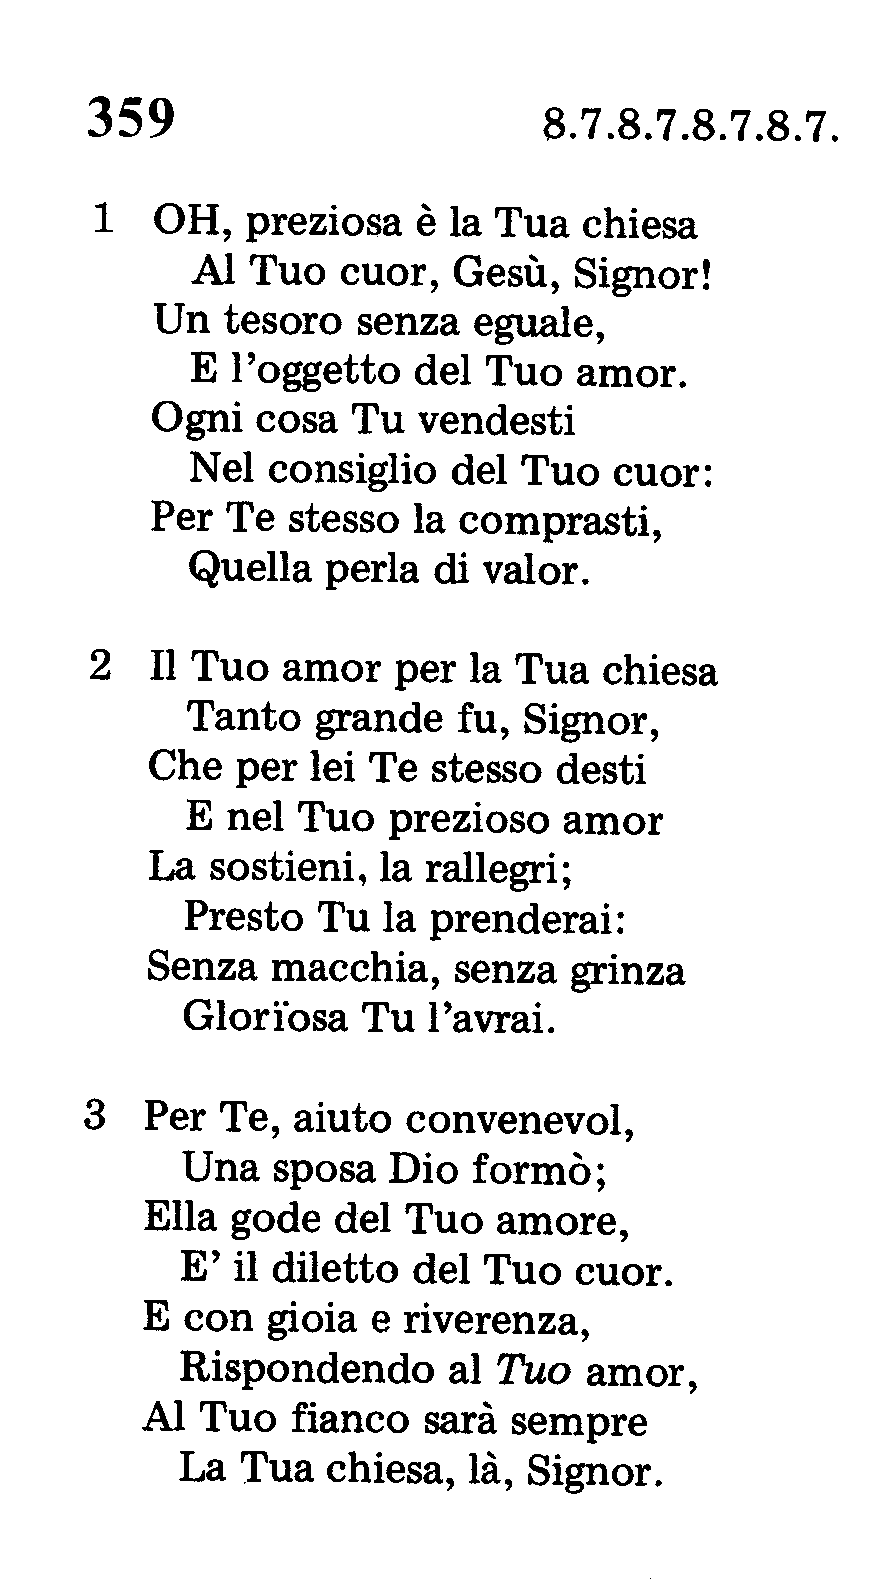 359 8.7.8.7.8.7.8.7.
1 OH, preziosa è la Tua chiesa
Al Tuo cuor, Gesù, Signor!
Un tesoro senza eguale,
E l'oggetto del Tuo amor.
Ogni cosa Tu vendesti
Nel consiglio del Tuo cuor:
Per Te stesso la comprasti,
Quella perla di valor.
2 Il Tuo amor per la Tua chiesa
Tanto grande fu, Signor,
Che per lei Te stesso desti
E nel Tuo prezioso amor
La sostieni, la rallegri;
Presto Tu la prenderai:
Senza macchia, senza grinza
Glorïosa Tu l'avrai.
3 Per Te, aiuto convenevol,
Una sposa Dio formò;
Ella gode del Tuo amore,
E' il diletto del Tuo cuor.
E con gioia e riverenza,
Rispondendo al Tuo amor,
Al Tuo fianco sarà sempre
La Tua chiesa, là, Signor.